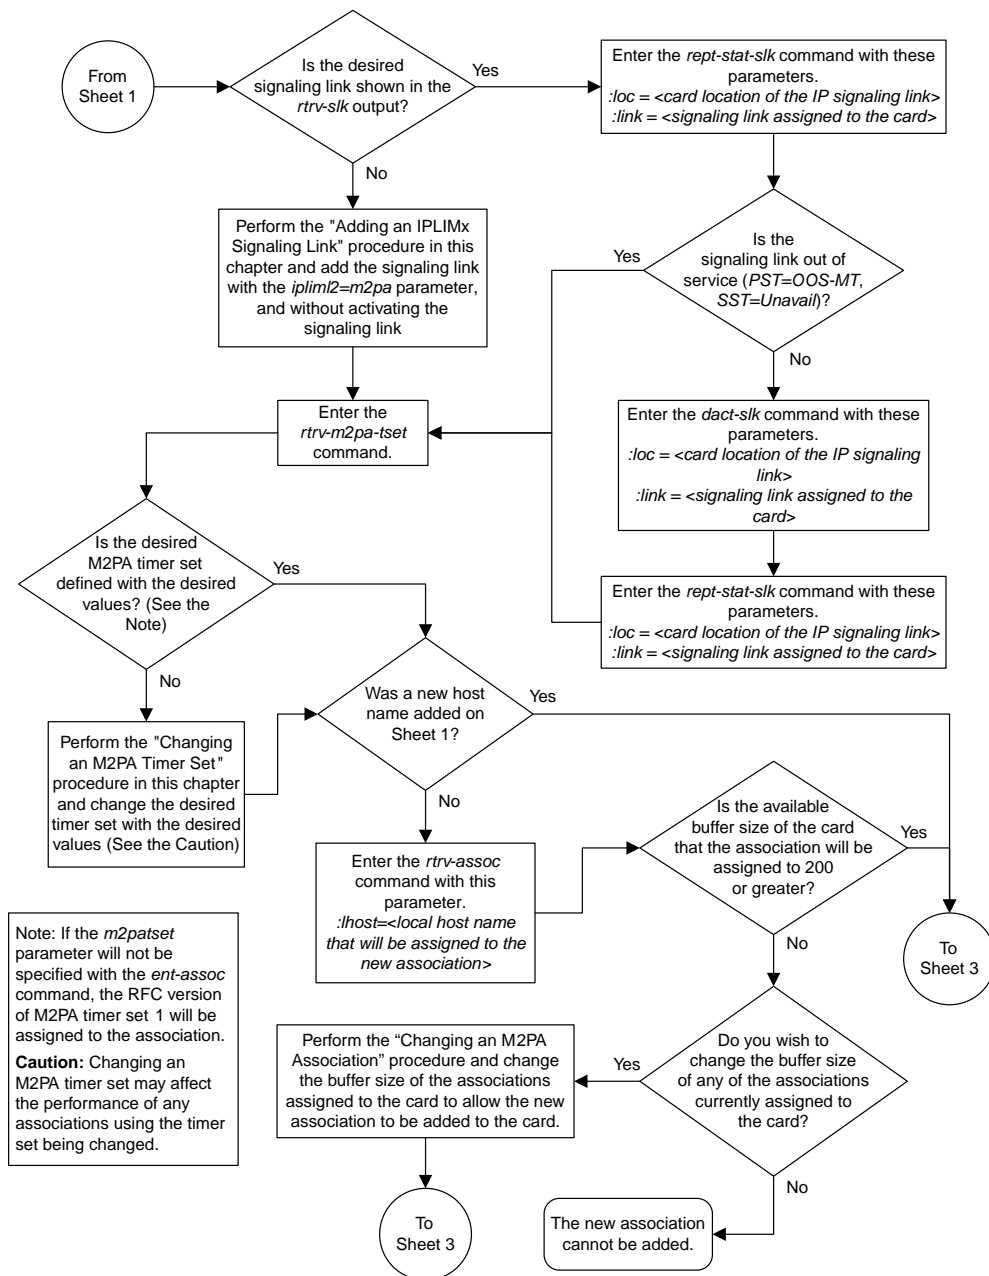 From
Sheet 1
Is the desired
signaling link shown in the
rtrv-slk output?
Yes
No
Enter the rept-stat-slk command with these
parameters.
:loc = <card location of the IP signaling link>
:link = <signaling link assigned to the card>
Perform the "Adding an IPLIMx
Signaling Link" procedure in this
chapter and add the signaling link
with the ipliml2=m2pa parameter,
and without activating the
signaling link
Is the
signaling link out of
service (PST=OOS-MT,
SST=Unavail)?
Yes
No
Enter the
rtrv-m2pa-tset
command.
Enter the dact-slk command with these
parameters.
:loc = <card location of the IP signaling
link>
:link = <signaling link assigned to the
card>
Enter the rept-stat-slk command with these
parameters.
:loc = <card location of the IP signaling link>
:link = <signaling link assigned to the card>
Is the desired
M2PA timer set
defined with the desired
values? (See the
Note)
Yes
No
Perform the "Changing
an M2PA Timer Set"
procedure in this chapter
and change the desired
timer set with the desired
values (See the Caution)
Was a new host
name added on
Sheet 1?
Yes
No
Enter the rtrv-assoc
command with this
parameter.
:lhost=<local host name
that will be assigned to the
new association>
Is the available
buffer size of the card
that the association will be
assigned to 200
or greater?
Yes
No
To
Sheet 3
Note: If the m2patset
parameter will not be
specified with the ent-assoc
command, the RFC version
of M2PA timer set 1 will be
assigned to the association.
Caution: Changing an
M2PA timer set may affect
the performance of any
associations using the timer
set being changed.
Do you wish to
change the buffer size
of any of the associations
currently assigned to
the card?
Yes
No
Perform the “Changing an M2PA
Association” procedure and change
the buffer size of the associations
assigned to the card to allow the new
association to be added to the card.
To
Sheet 3
The new association
cannot be added.